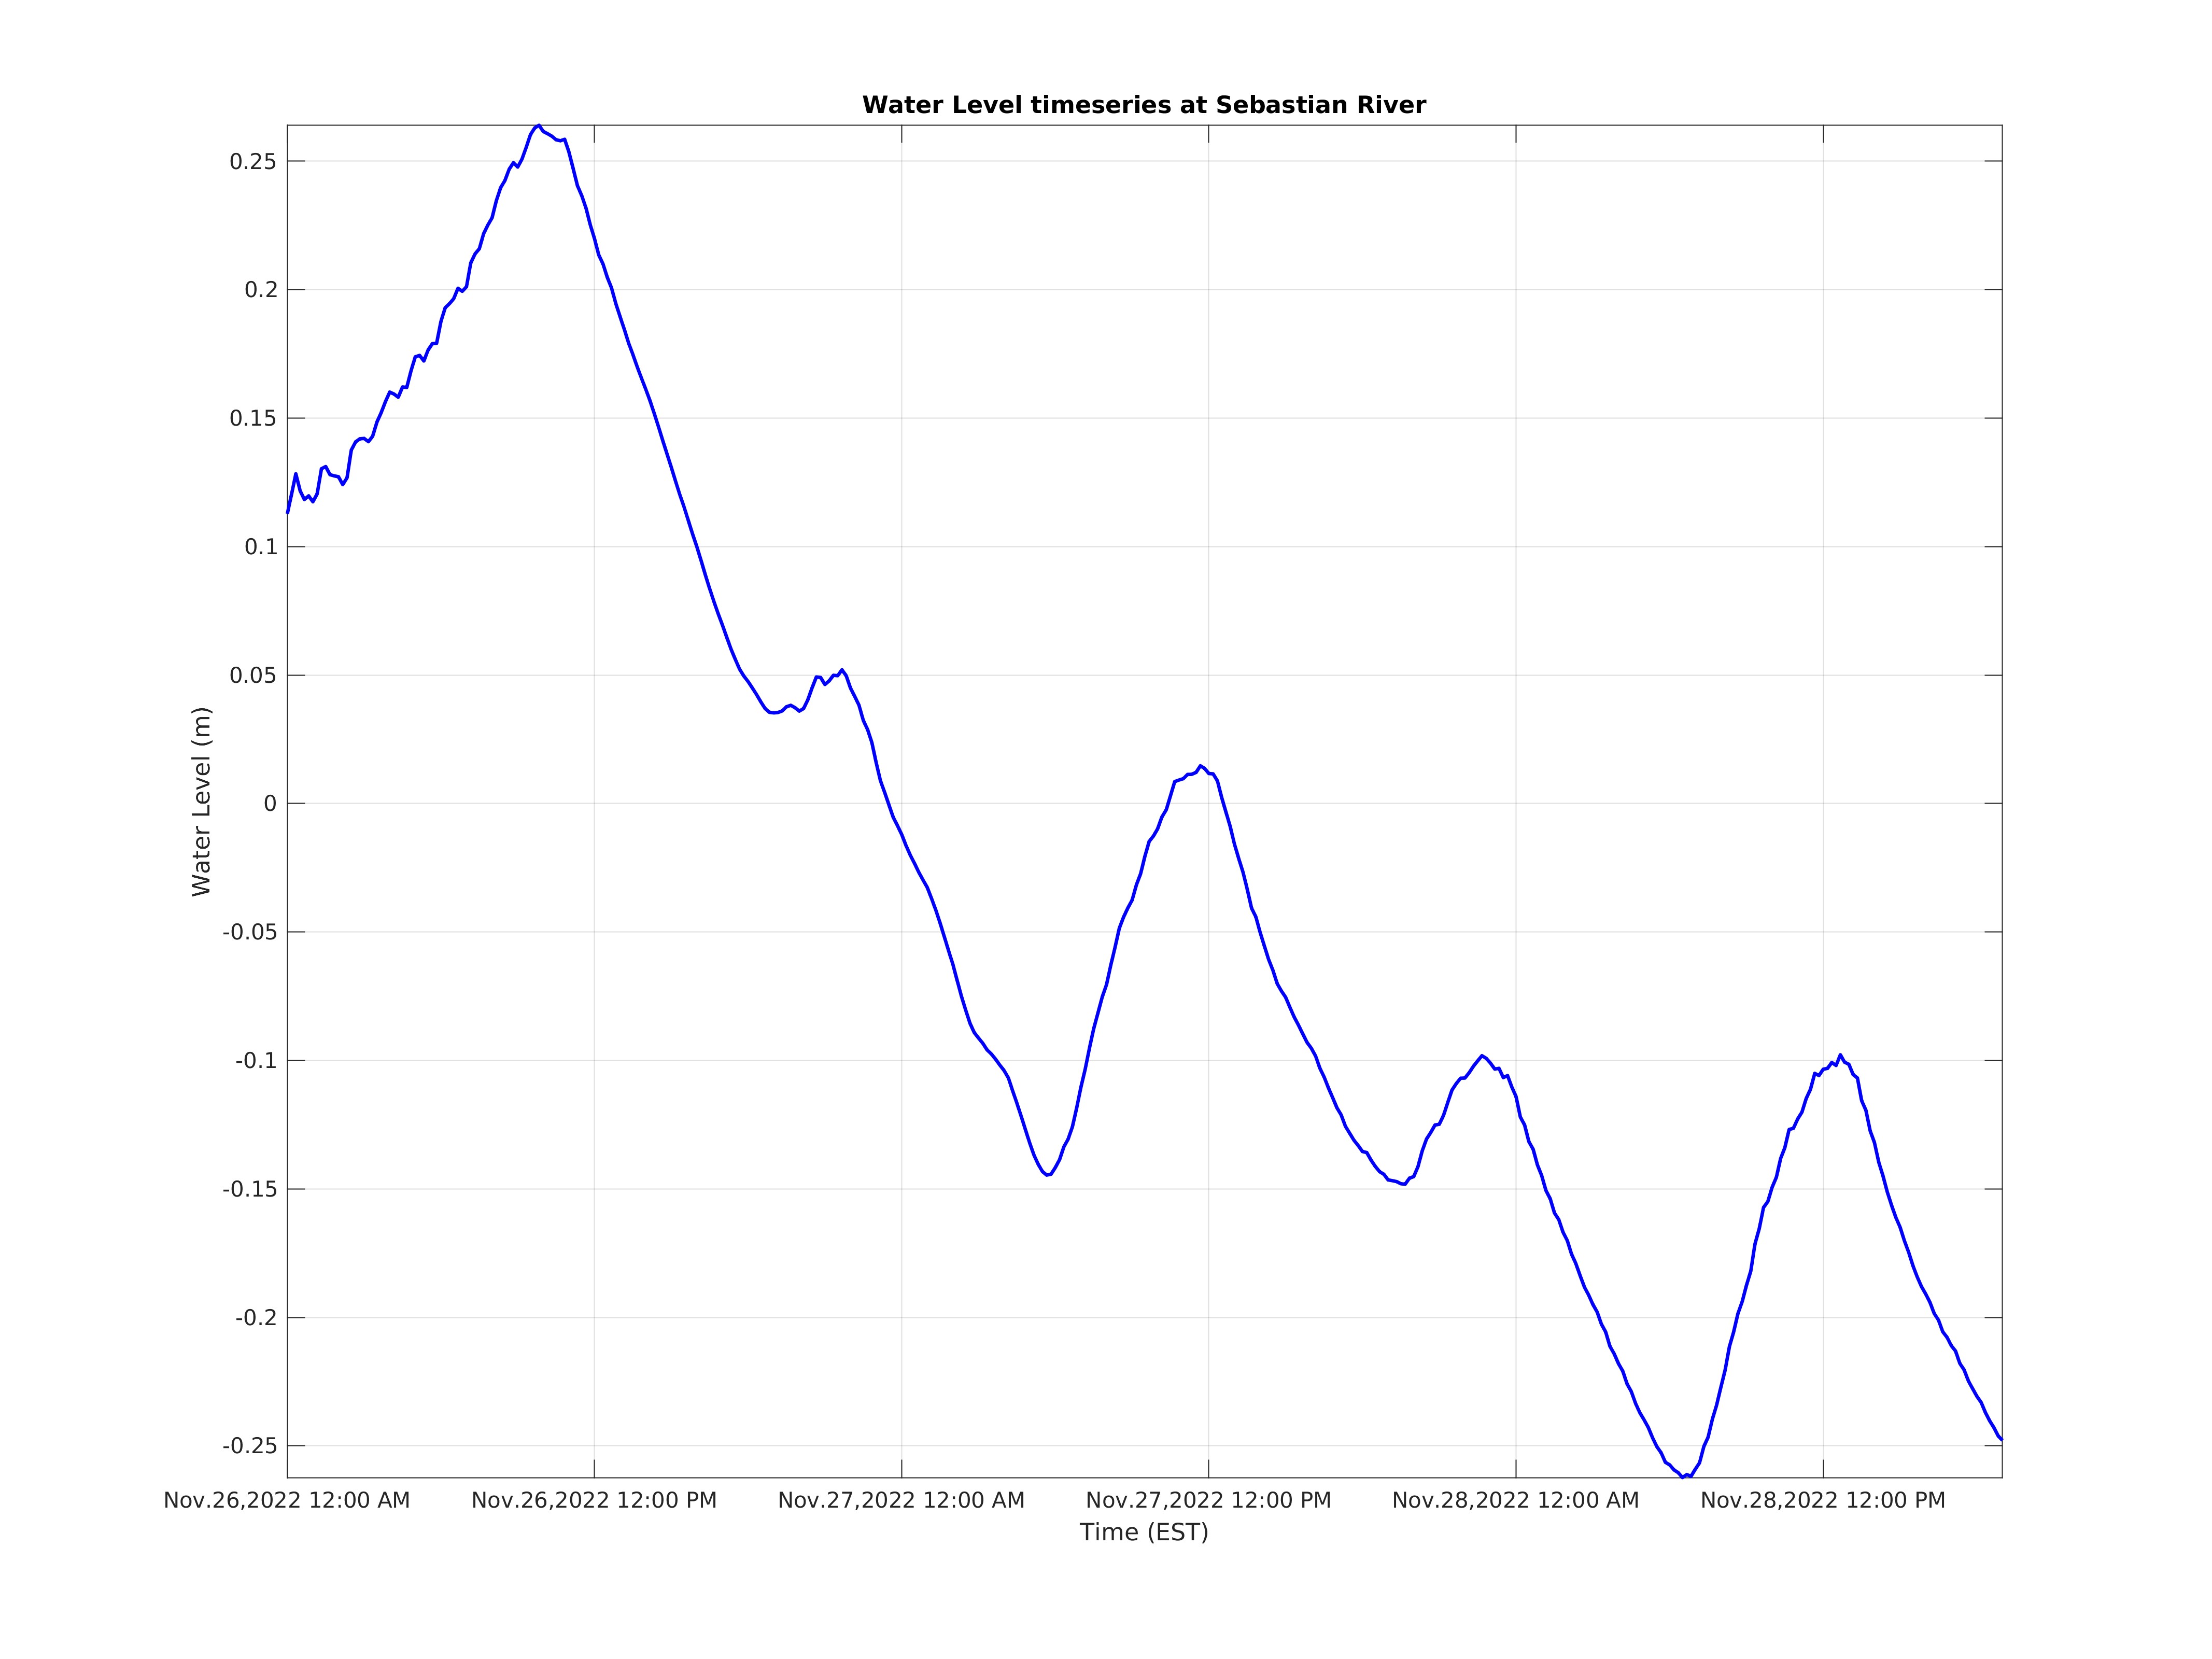 Water Level timeseries at Sebastian River
0.25
0.2
0.15
0.1
0.05
0
-0.05
-0.1
-0.15
-0.2
-0.25
Water Level (m)
Nov.26,2022 12:00 AM Nov.26,2022 12:00 PM Nov.27,2022 12:00 AM Nov.27,2022 12:00 PM Nov.28,2022 12:00 AM Nov.28,2022 12:00 PM
Time (EST)